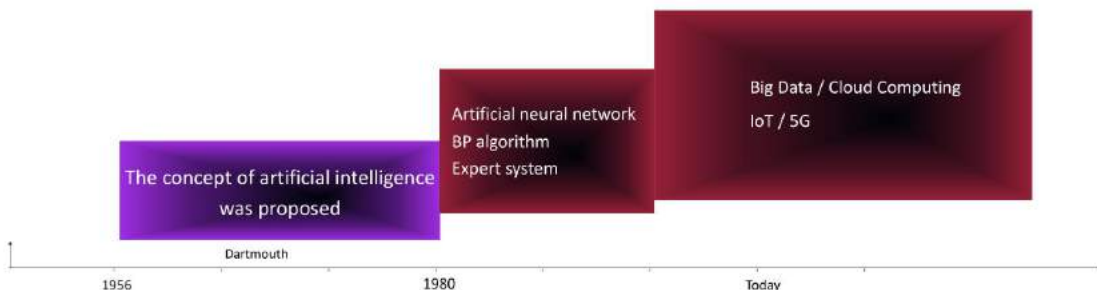 Big Data / Cloud Computing
IoT / 5G
Artificial neural network
BP algorithm
Expert system
The concept of artificial intelligence
was proposed
Dartmouth
1956
1980
Today